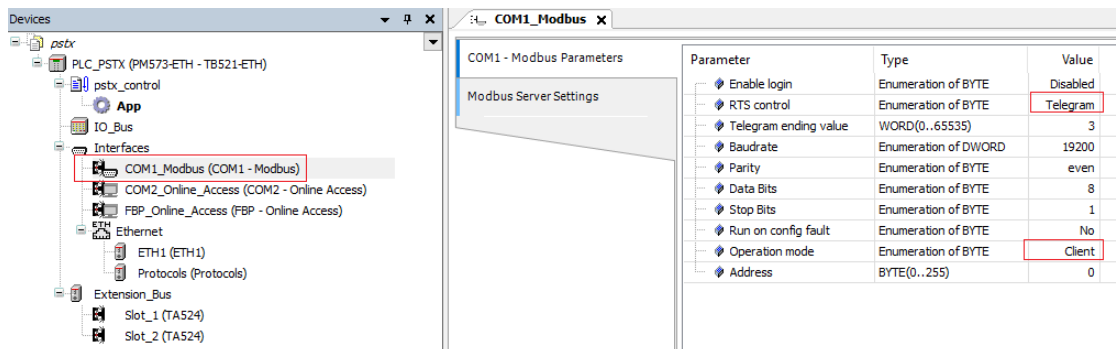 Devices
pstx
PLC_PSTX (PM573-ETH - TB521-ETH)
pstx_control
App
IO_Bus
Interfaces
COM1_Modbus (COM1 - Modbus)
COM2_Online_Access (COM2 - Online Access)
FBP_Online_Access (FBP - Online Access)
ETH Ethernet
ETH1 (ETH1)
Protocols (Protocols)
Extension_Bus
Slot_1 (TA524)
Slot_2 (TA524)
COM1_Modbus
COM1 - Modbus Parameters
Modbus Server Settings
Parameter Type Value
Enable login Enumeration of BYTE Disabled
RTS control Enumeration of BYTE Telegram
Telegram ending value WORD(0..65535) 3
Baudrate Enumeration of DWORD 19200
Parity Enumeration of BYTE even
Data Bits Enumeration of BYTE 8
Stop Bits Enumeration of BYTE 1
Run on config fault Enumeration of BYTE No
Operation mode Enumeration of BYTE Client
Address BYTE(0..255) 0